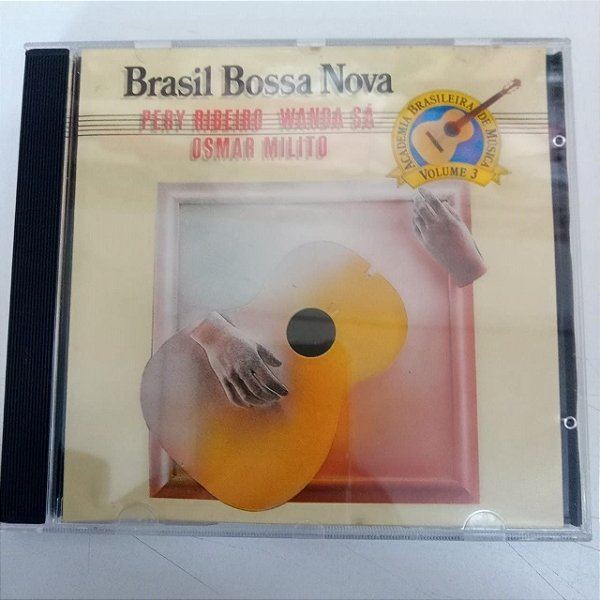 Brasil Bossa Nova
PERY RIBEIRO WANDA SÁ
OSMAR MILITO
ACADEMIA BRASILEIRA DE MÚSICA
VOLUME 3